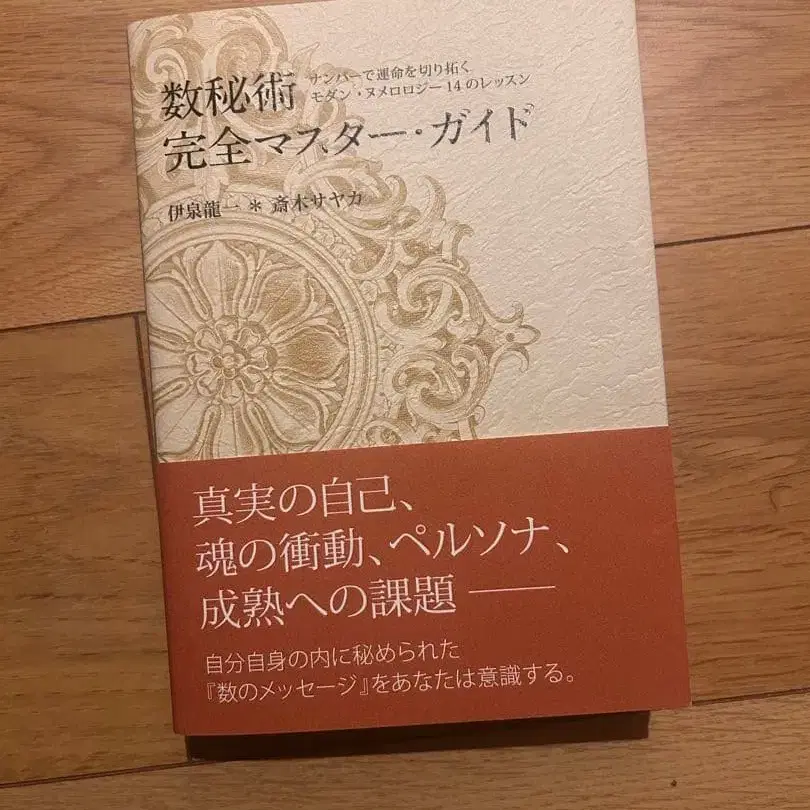 数秘術
ナンバーで運命を切り拓く
モダン・ヌメロロジー14のレッスン
完全マスター・ガイド
伊泉龍一＊斎木サヤカ
真実の自己、
魂の衝動、ペルソナ、
成熟への課題――
自分自身の内に秘められた
『数のメッセージ』をあなたは意識する。